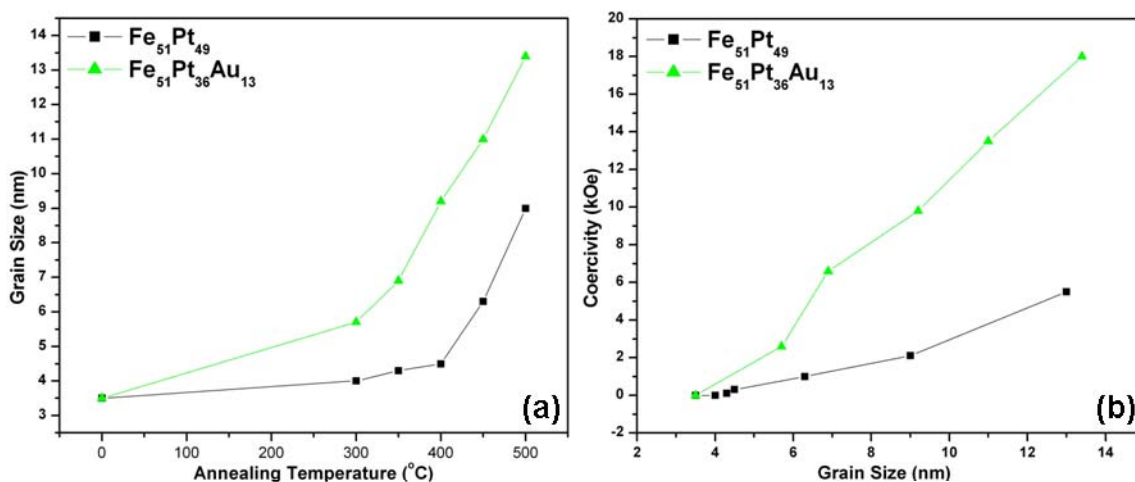 14
13
12
11
10
9
8
7
6
5
4
3
Grain Size (nm)
Fe51Pt49
Fe51Pt36Au13
(a)
0 100 200 300 400 500
Annealing Temperature (°C)
20
18
16
14
12
10
8
6
4
2
0
-2
Coercivity (kOe)
Fe51Pt49
Fe51Pt36Au13
(b)
4 6 8 10 12 14
Grain Size (nm)